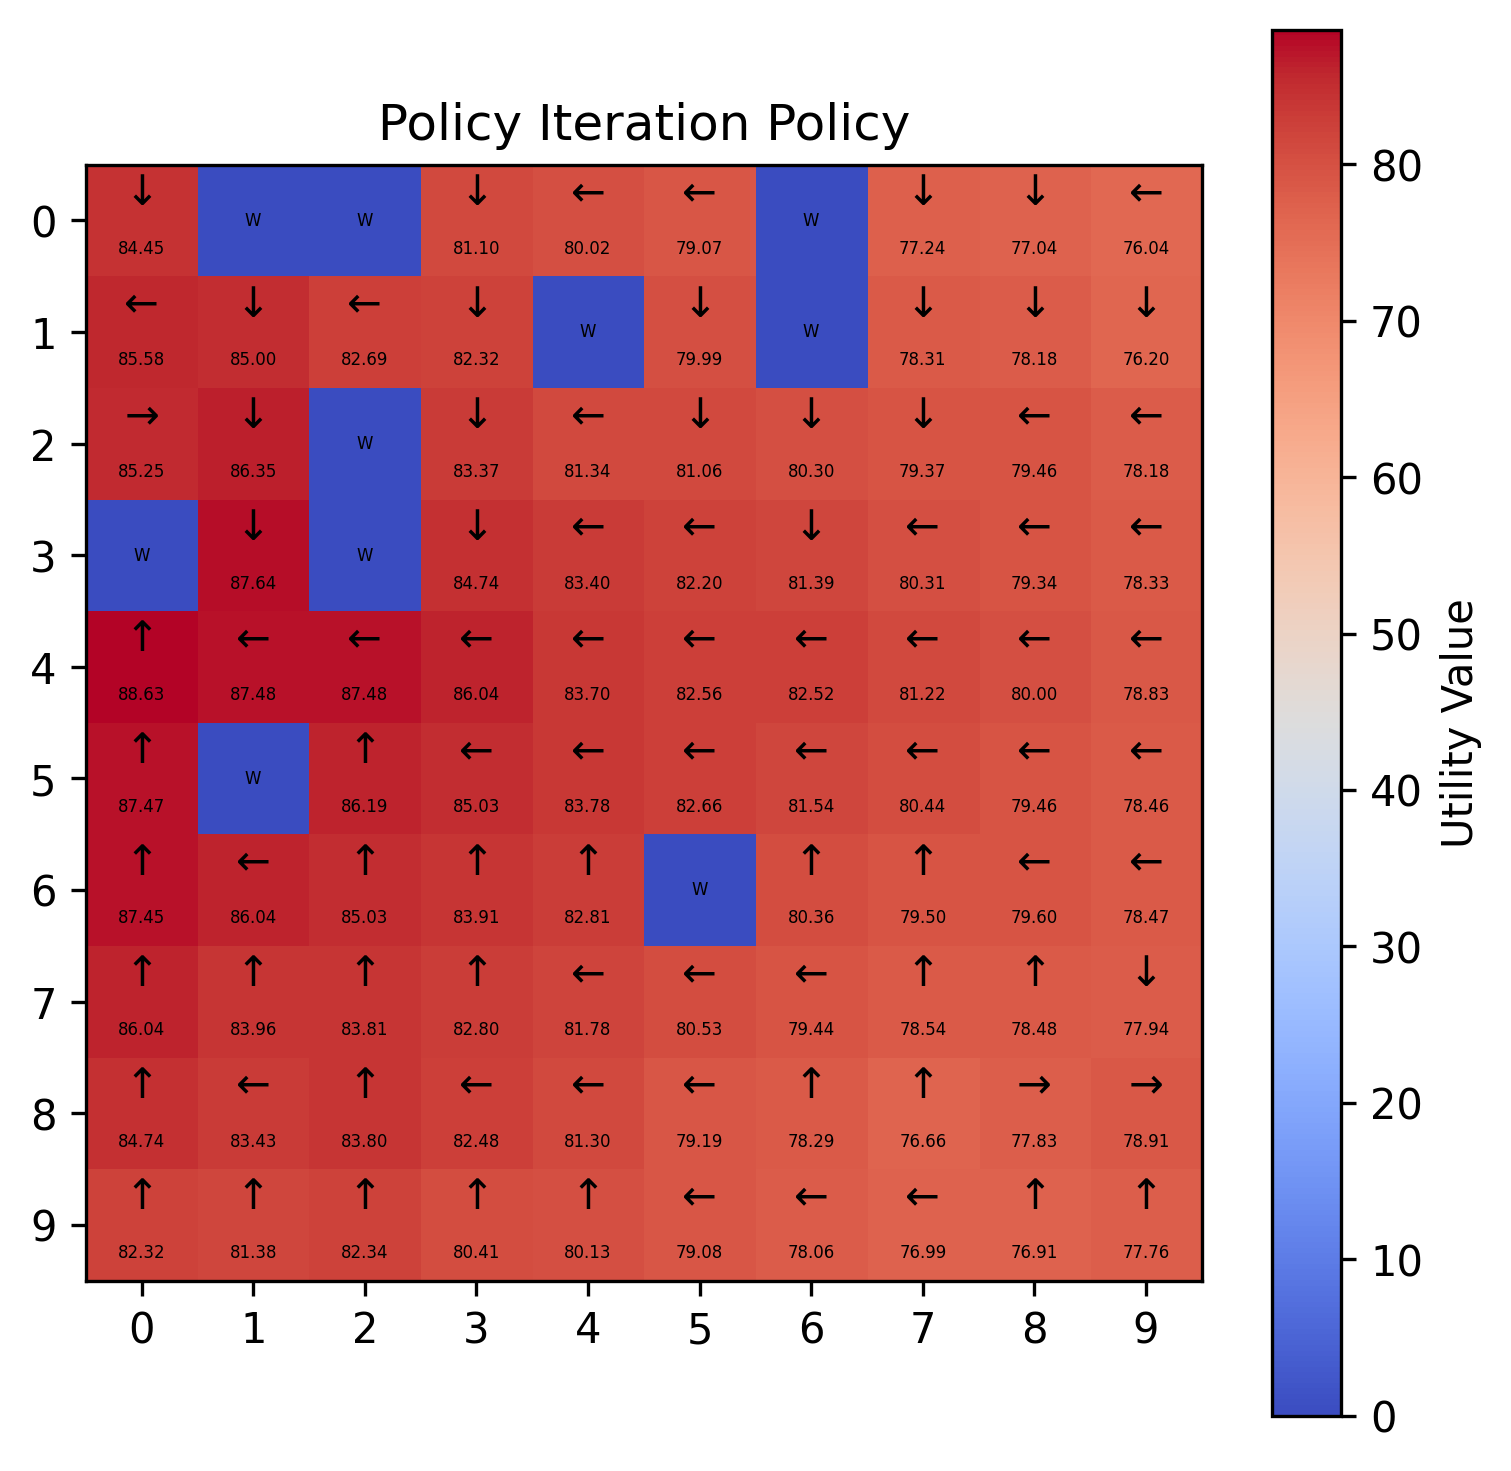 Policy Iteration Policy
0 ↓ W W ↓ ← ← W ↓ ↓ ←
84.45 81.10 80.02 79.07 77.24 77.04 76.04
1 ← ↓ ← ↓ W ↓ W ↓ ↓ ↓
85.58 85.00 82.69 82.32 79.99 78.31 78.18 76.20
2 → ↓ W ↓ ← ↓ ↓ ↓ ← ←
85.25 86.35 83.37 81.34 81.06 80.30 79.37 79.46 78.18
3 W ↓ W ↓ ← ← ↓ ← ← ←
87.64 84.74 83.40 82.20 81.39 80.31 79.34 78.33
4 ↑ ← ← ← ← ← ← ← ← ←
88.63 87.48 87.48 86.04 83.70 82.56 82.52 81.22 80.00 78.83
5 ↑ W ↑ ← ← ← ← ← ← ←
87.47 86.19 85.03 83.78 82.66 81.54 80.44 79.46 78.46
6 ↑ ← ↑ ↑ ↑ W ↑ ↑ ← ←
87.45 86.04 85.03 83.91 82.81 80.36 79.50 79.60 78.47
7 ↑ ↑ ↑ ↑ ← ← ← ↑ ↑ ↓
86.04 83.96 83.81 82.80 81.78 80.53 79.44 78.54 78.48 77.94
8 ↑ ← ↑ ← ← ← ↑ ↑ → →
84.74 83.43 83.80 82.48 81.30 79.19 78.29 76.66 77.83 78.91
9 ↑ ↑ ↑ ↑ ↑ ← ← ← ↑ ↑
82.32 81.38 82.34 80.41 80.13 79.08 78.06 76.99 76.91 77.76
0 1 2 3 4 5 6 7 8 9
80
70
60
50
40
30
20
10
0
Utility Value